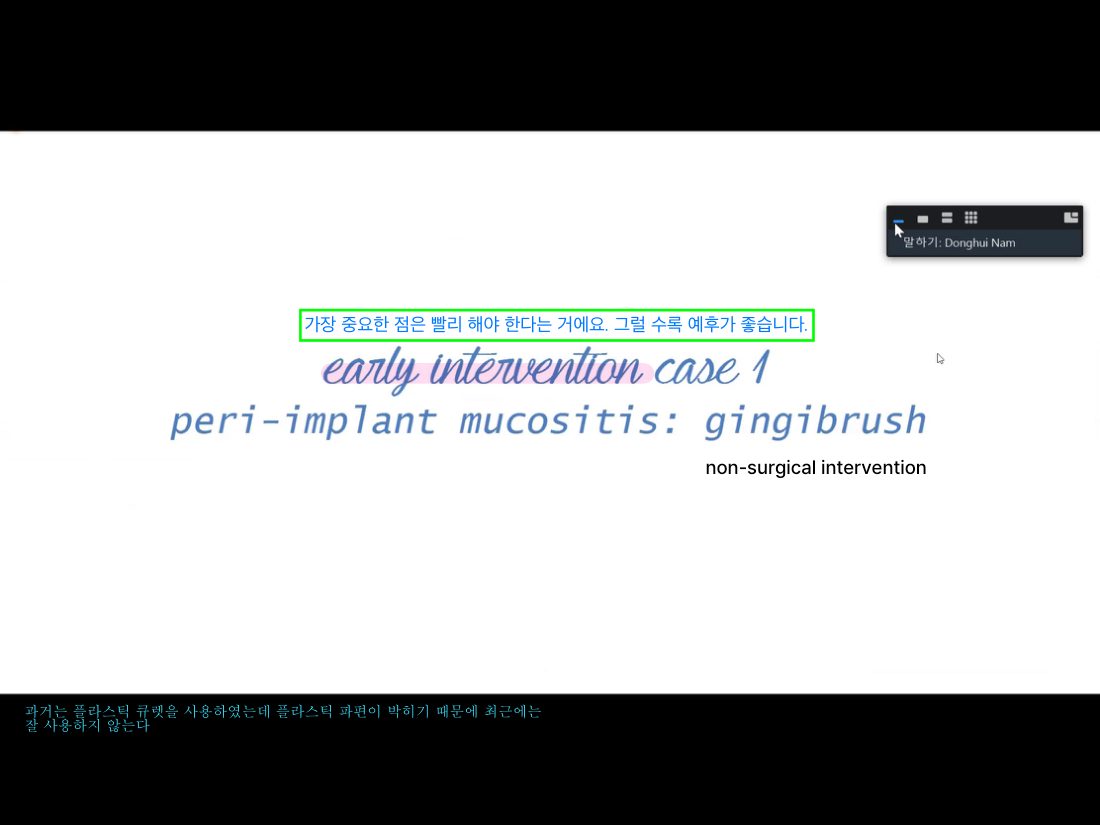 말하기: Donghui Nam
가장 중요한 점은 빨리 해야 한다는 거에요. 그럴 수록 예후가 좋습니다.
early intervention case 1
peri-implant mucositis: gingibrush
non-surgical intervention
과거는 플라스틱 큐렛을 사용하였는데 플라스틱 파편이 박히기 때문에 최근에는
잘 사용하지 않는다